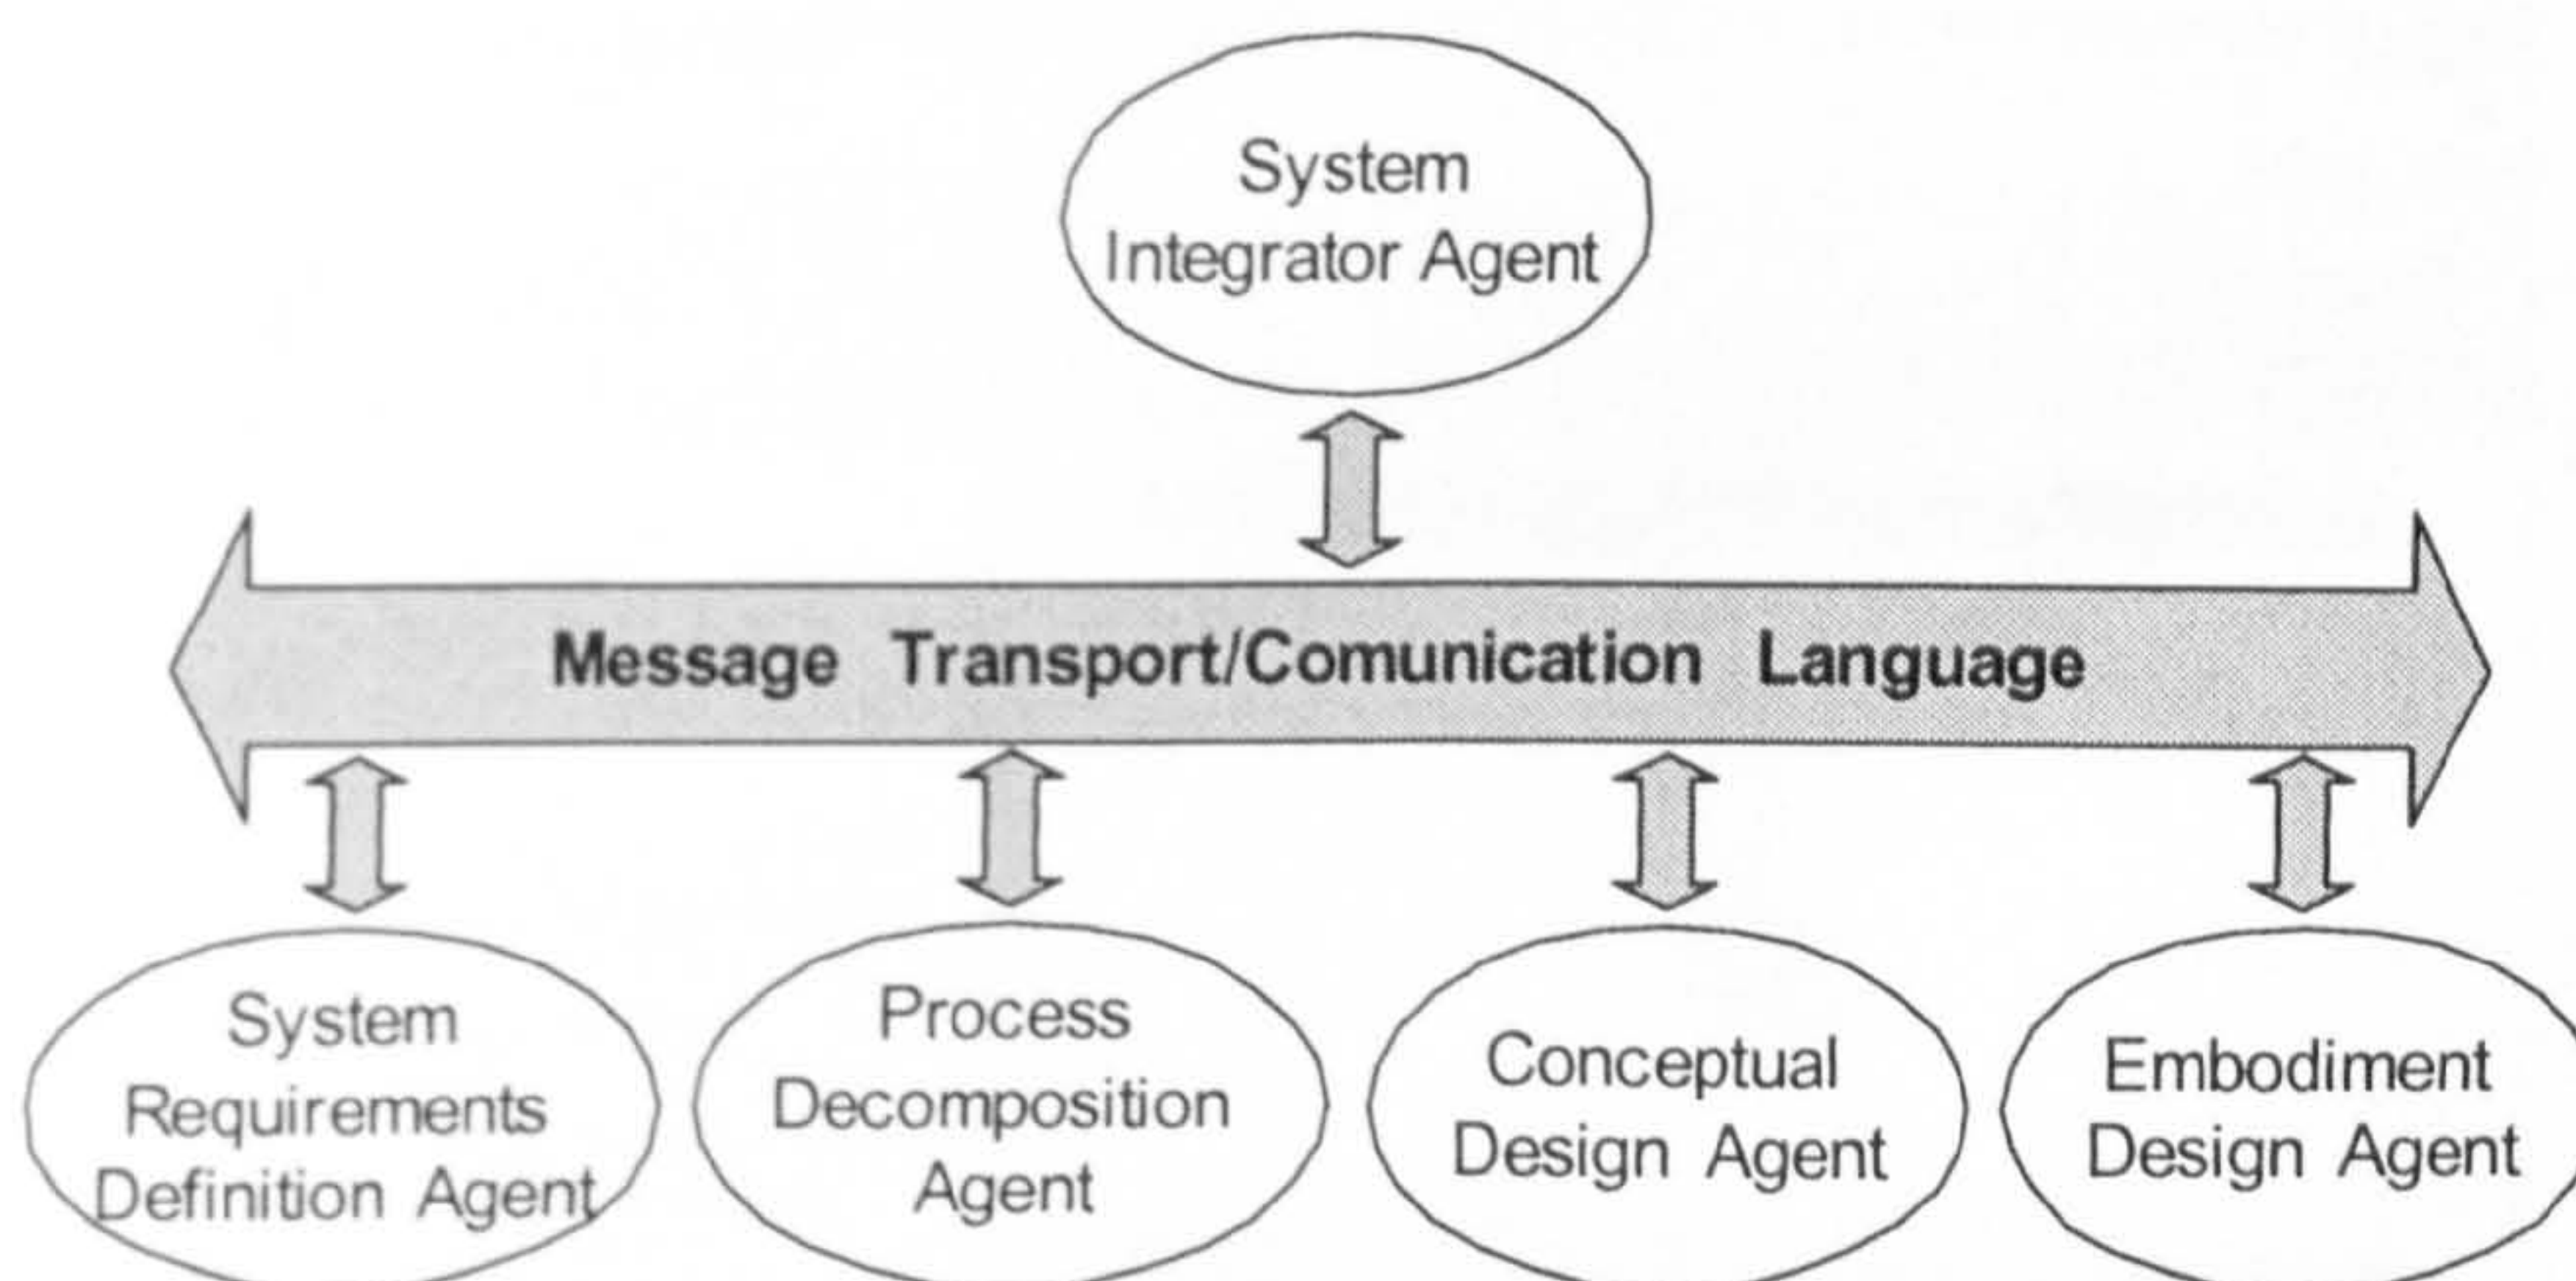 System
Integrator Agent
Message Transport/Comunication Language
System
Requirements
Definition Agent
Process
Decomposition
Agent
Conceptual
Design Agent
Embodiment
Design Agent